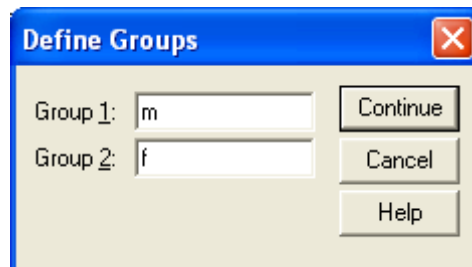 Define Groups
Group 1: m
Group 2: f
Continue
Cancel
Help